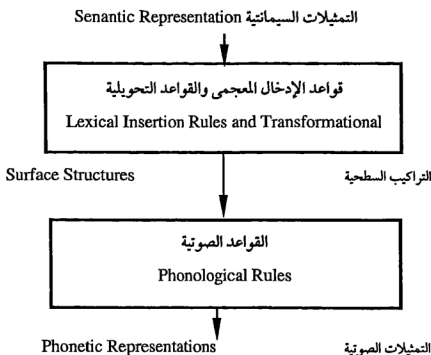 Senantic Representation التمثيلات السيمانتية
قواعد الإدخال المعجمى والقواعد التحويلية
Lexical Insertion Rules and Transformational
Surface Structures التراكيب السطحية
القواعد الصوتية
Phonological Rules
Phonetic Representations التمثيلات الصوتية